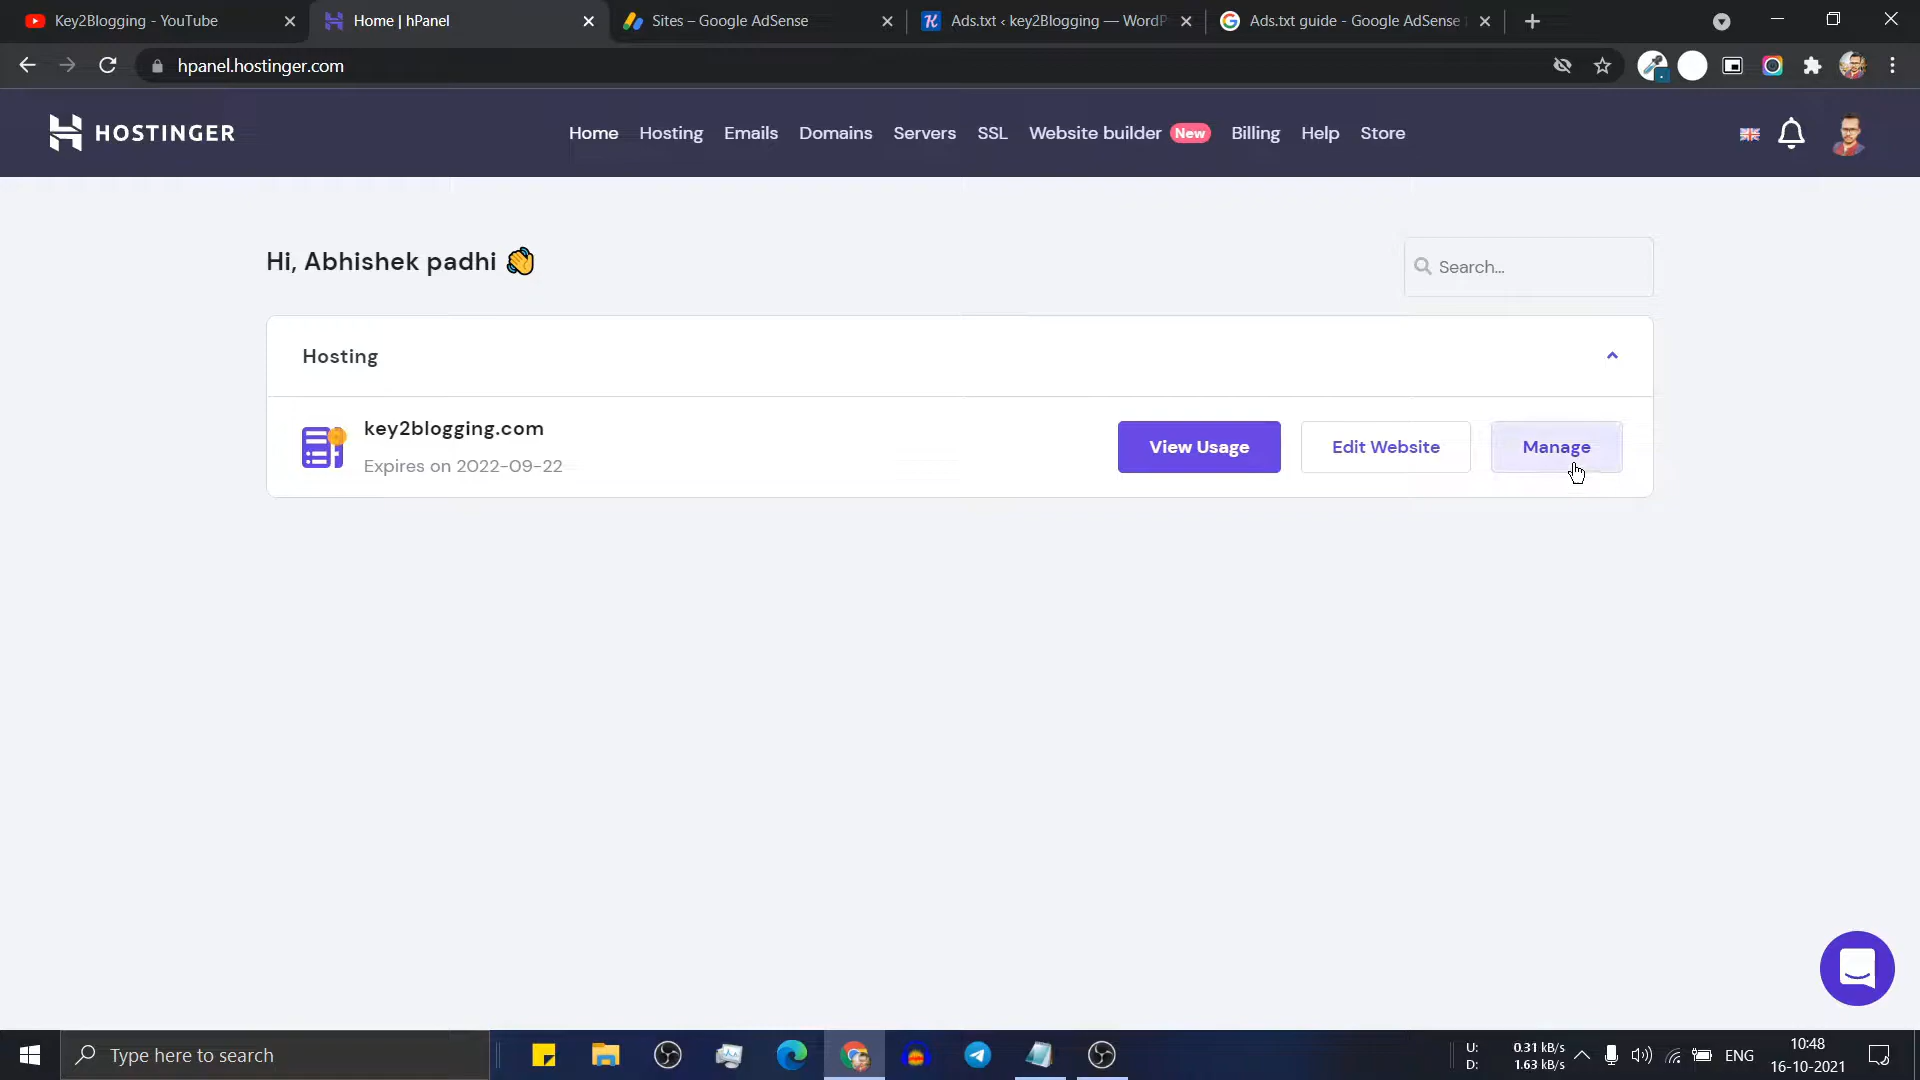 Key2Blogging - YouTube
Home | hPanel
Sites – Google AdSense
Ads.txt ‹ key2Blogging — WordP
Ads.txt guide - Google AdSense
hpanel.hostinger.com
HOSTINGER
Home Hosting Emails Domains Servers SSL Website builder New Billing Help Store
Hi, Abhishek padhi
Search...
Hosting
key2blogging.com
Expires on 2022-09-22
View Usage
Edit Website
Manage
Type here to search
U: 0.31 kB/s
D: 1.63 kB/s
ENG
10:48
16-10-2021